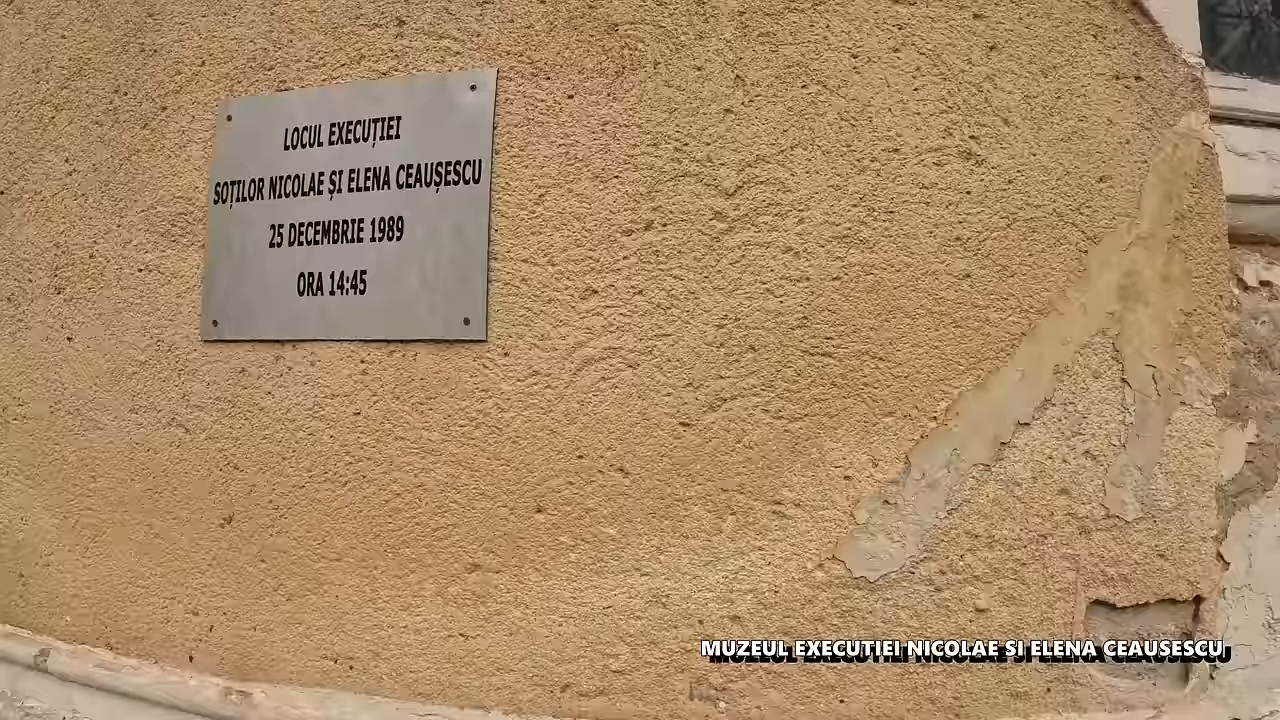 LOCUL EXECUȚIEI
SOȚILOR NICOLAE ȘI ELENA CEAUȘESCU
25 DECEMBRIE 1989
ORA 14:45
MUZEUL EXECUTIEI NICOLAE SI ELENA CEAUSESCU